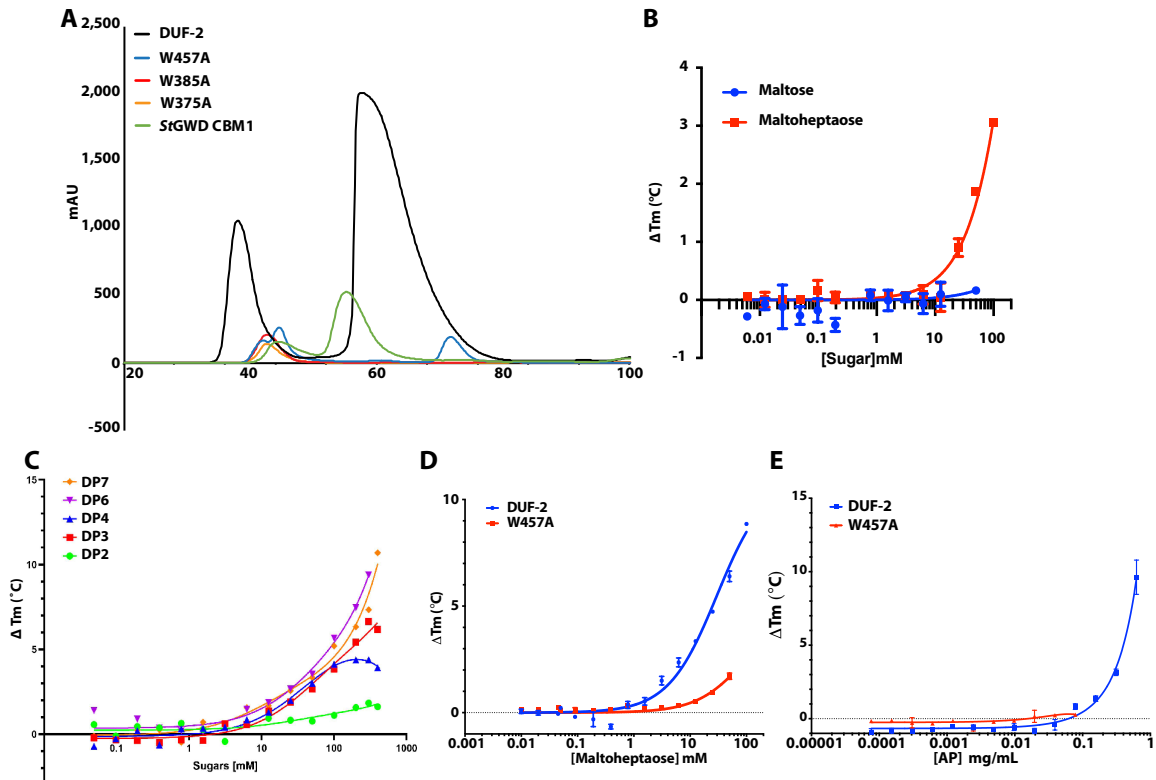 A
2,500
2,000
1,500
1,000
500
0
-500
mAU
DUF-2
W457A
W385A
W375A
StGWD CBM1
20
40
60
80
100
B
4
3
2
1
0
-1
Δ Tm (°C)
Maltose
Maltoheptaose
0.01
0.1
1
10
100
[Sugar]mM
C
15
10
5
0
Δ Tm (°C)
DP7
DP6
DP4
DP3
DP2
0.1
1
10
100
1000
Sugars [mM]
D
10
5
0
ΔTm (°C)
DUF-2
W457A
0.001
0.01
0.1
1
10
100
[Maltoheptaose] mM
E
15
10
5
0
ΔTm (°C)
DUF-2
W457A
0.00001
0.0001
0.001
0.01
0.1
1
[AP] mg/mL